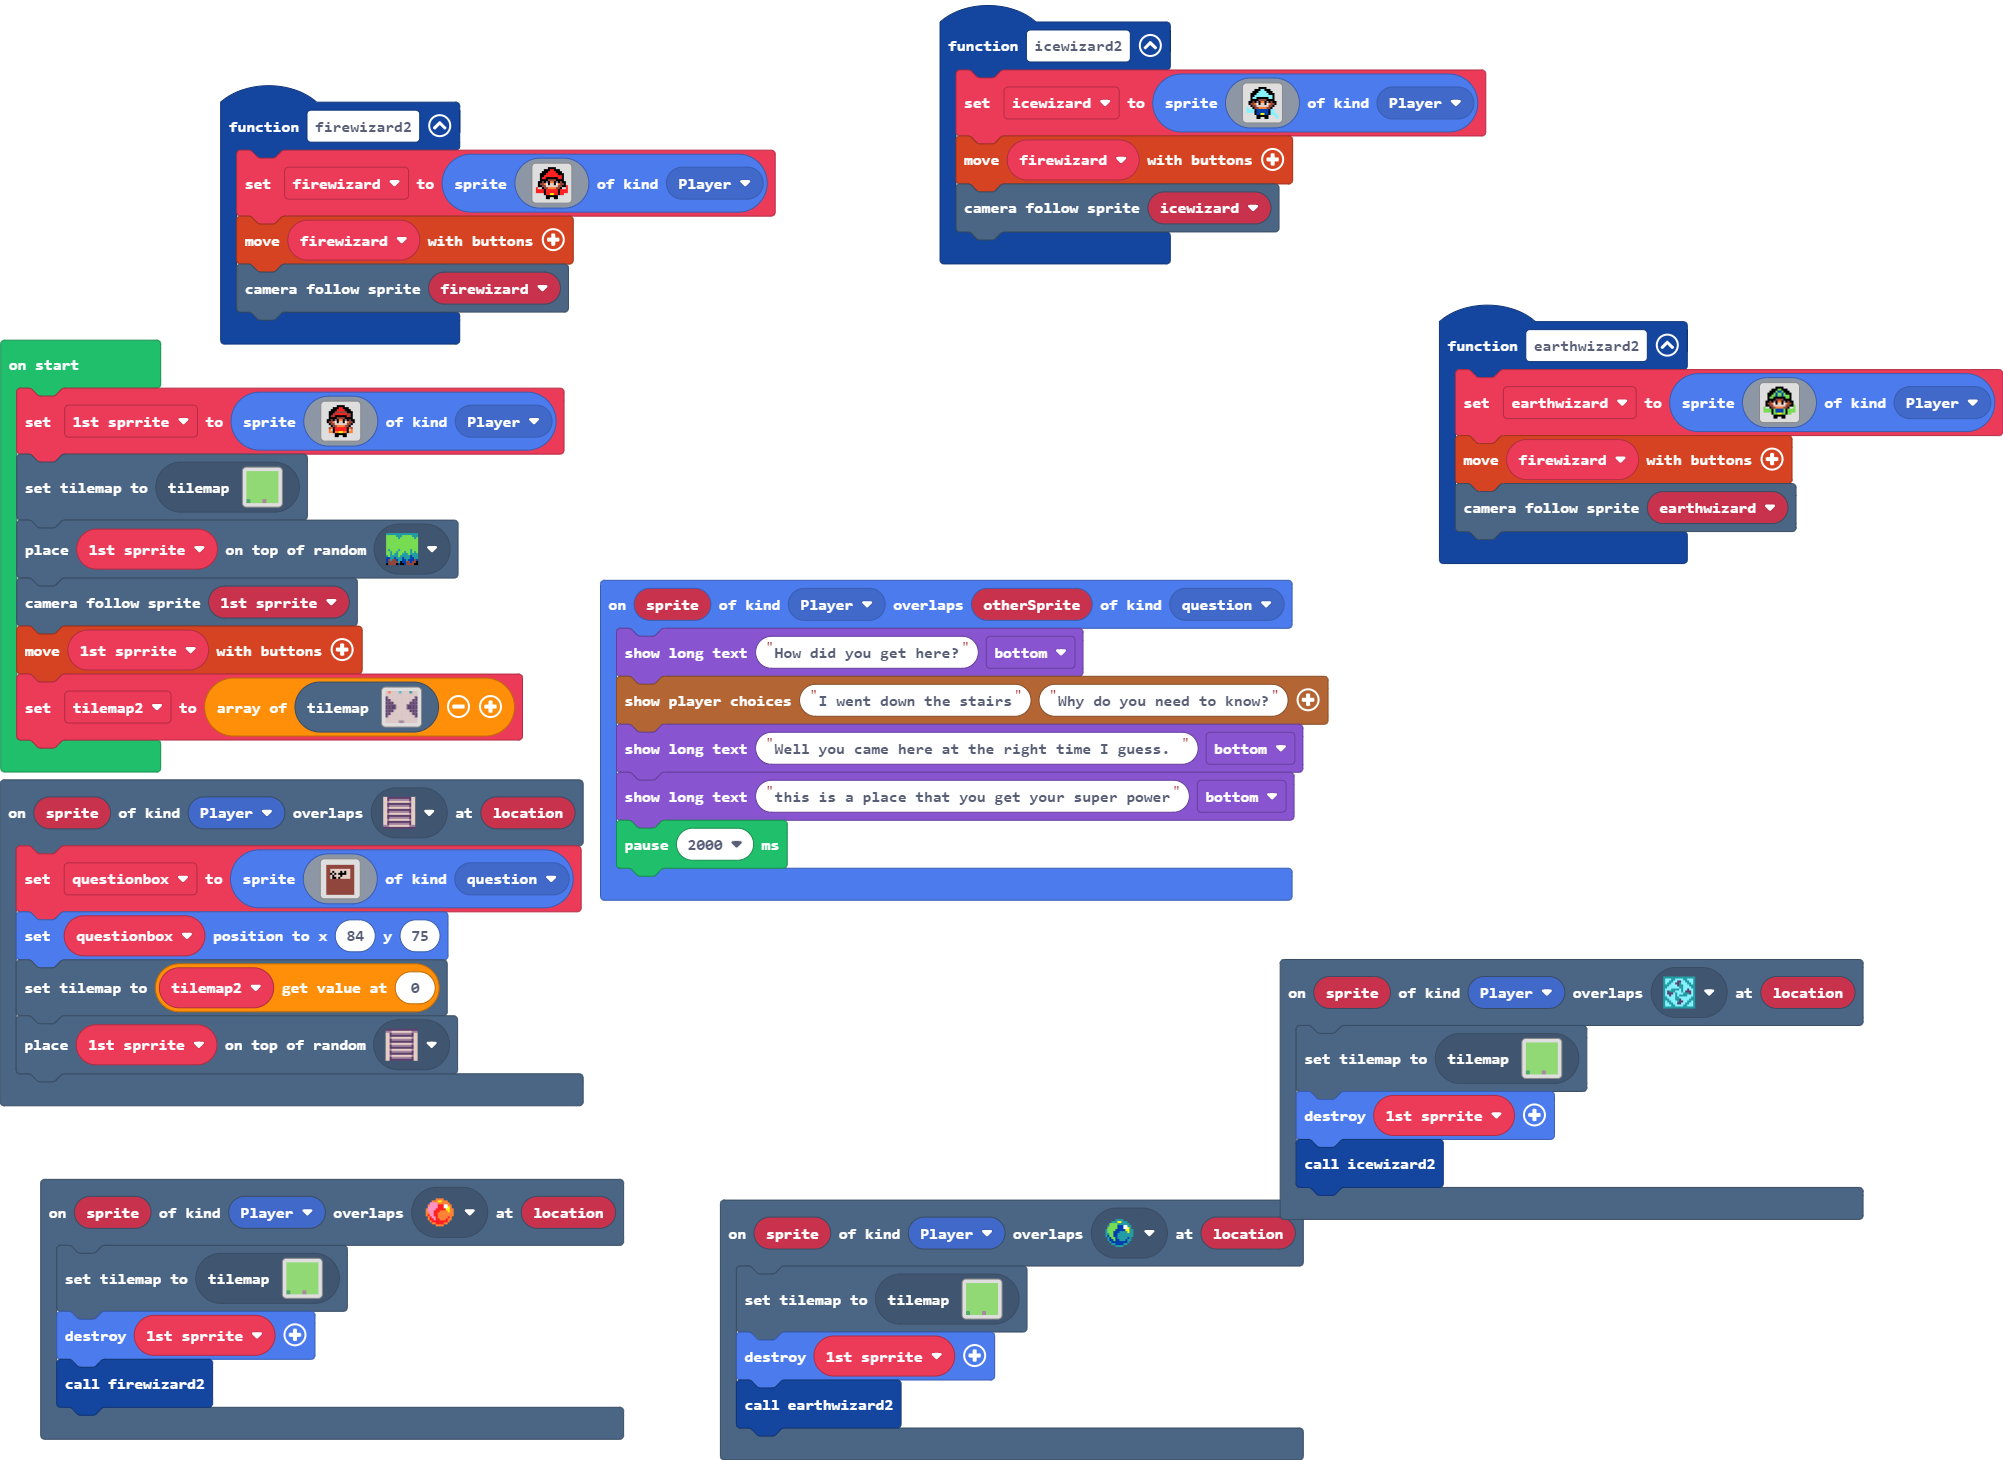 function firewizard2
set firewizard to sprite of kind Player
move firewizard with buttons
camera follow sprite firewizard
function icewizard2
set icewizard to sprite of kind Player
move firewizard with buttons
camera follow sprite icewizard
function earthwizard2
set earthwizard to sprite of kind Player
move firewizard with buttons
camera follow sprite earthwizard
on start
set 1st sprrite to sprite of kind Player
set tilemap to tilemap
place 1st sprrite on top of random
camera follow sprite 1st sprrite
move 1st sprrite with buttons
set tilemap2 to array of tilemap
on sprite of kind Player overlaps otherSprite of kind question
show long text "How did you get here?" bottom
show player choices "I went down the stairs" "Why do you need to know?"
show long text "Well you came here at the right time I guess. " bottom
show long text "this is a place that you get your super power" bottom
pause 2000 ms
on sprite of kind Player overlaps at location
set questionbox to sprite of kind question
set questionbox position to x 84 y 75
set tilemap to tilemap2 get value at 0
place 1st sprrite on top of random
on sprite of kind Player overlaps at location
set tilemap to tilemap
destroy 1st sprrite
call icewizard2
on sprite of kind Player overlaps at location
set tilemap to tilemap
destroy 1st sprrite
call firewizard2
on sprite of kind Player overlaps at location
set tilemap to tilemap
destroy 1st sprrite
call earthwizard2